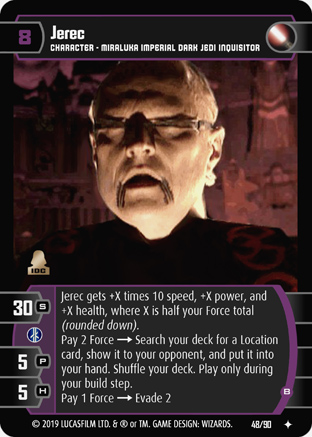 8
Jerec
CHARACTER - MIRALUKA IMPERIAL DARK JEDI INQUISITOR
IDC
30 S
5 P
5 H
Jerec gets +X times 10 speed, +X power, and
+X health, where X is half your Force total
(rounded down).
Pay 2 Force → Search your deck for a Location
card, show it to your opponent, and put it into
your hand. Shuffle your deck. Play only during
your build step.
Pay 1 Force → Evade 2
B
© 2019 LUCASFILM LTD. & ® or TM. GAME DESIGN: WIZARDS. 48/90